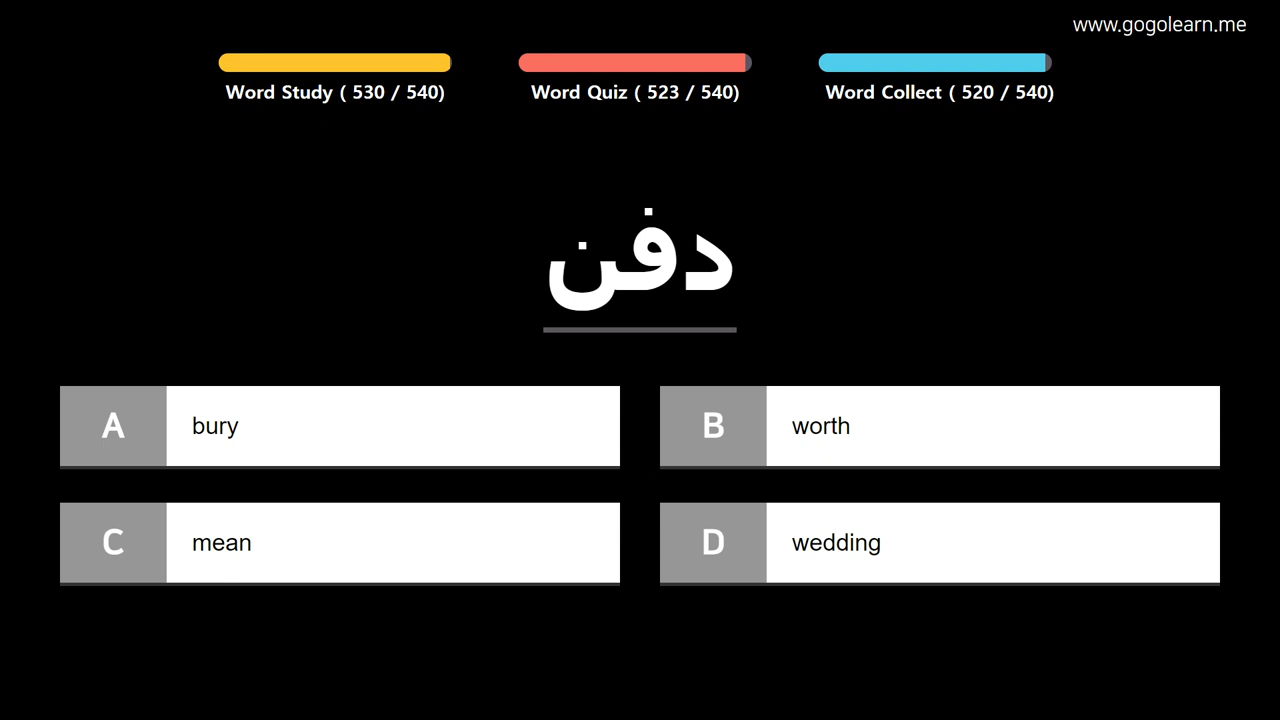 www.gogolearn.me
Word Study ( 530 / 540)
Word Quiz ( 523 / 540)
Word Collect ( 520 / 540)
دفن
A bury
B worth
C mean
D wedding